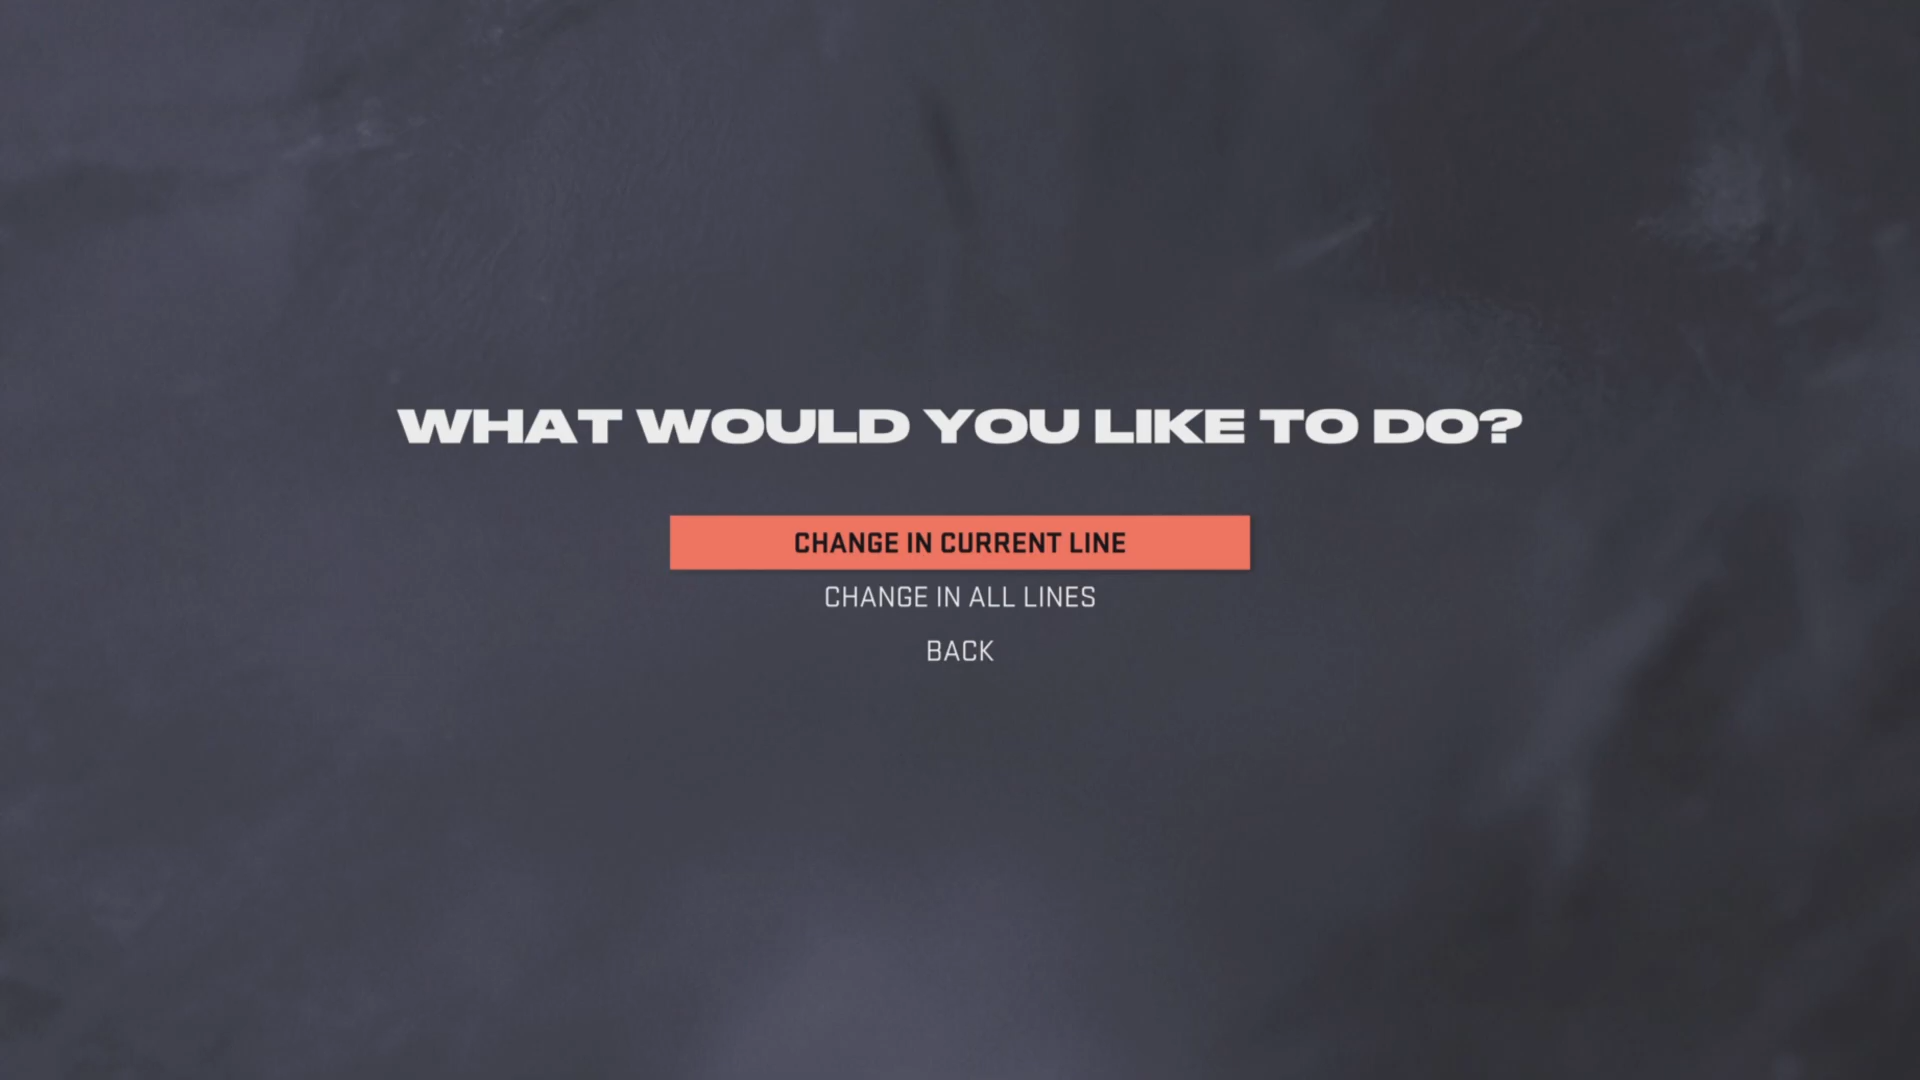 WHAT WOULD YOU LIKE TO DO?
CHANGE IN CURRENT LINE
CHANGE IN ALL LINES
BACK